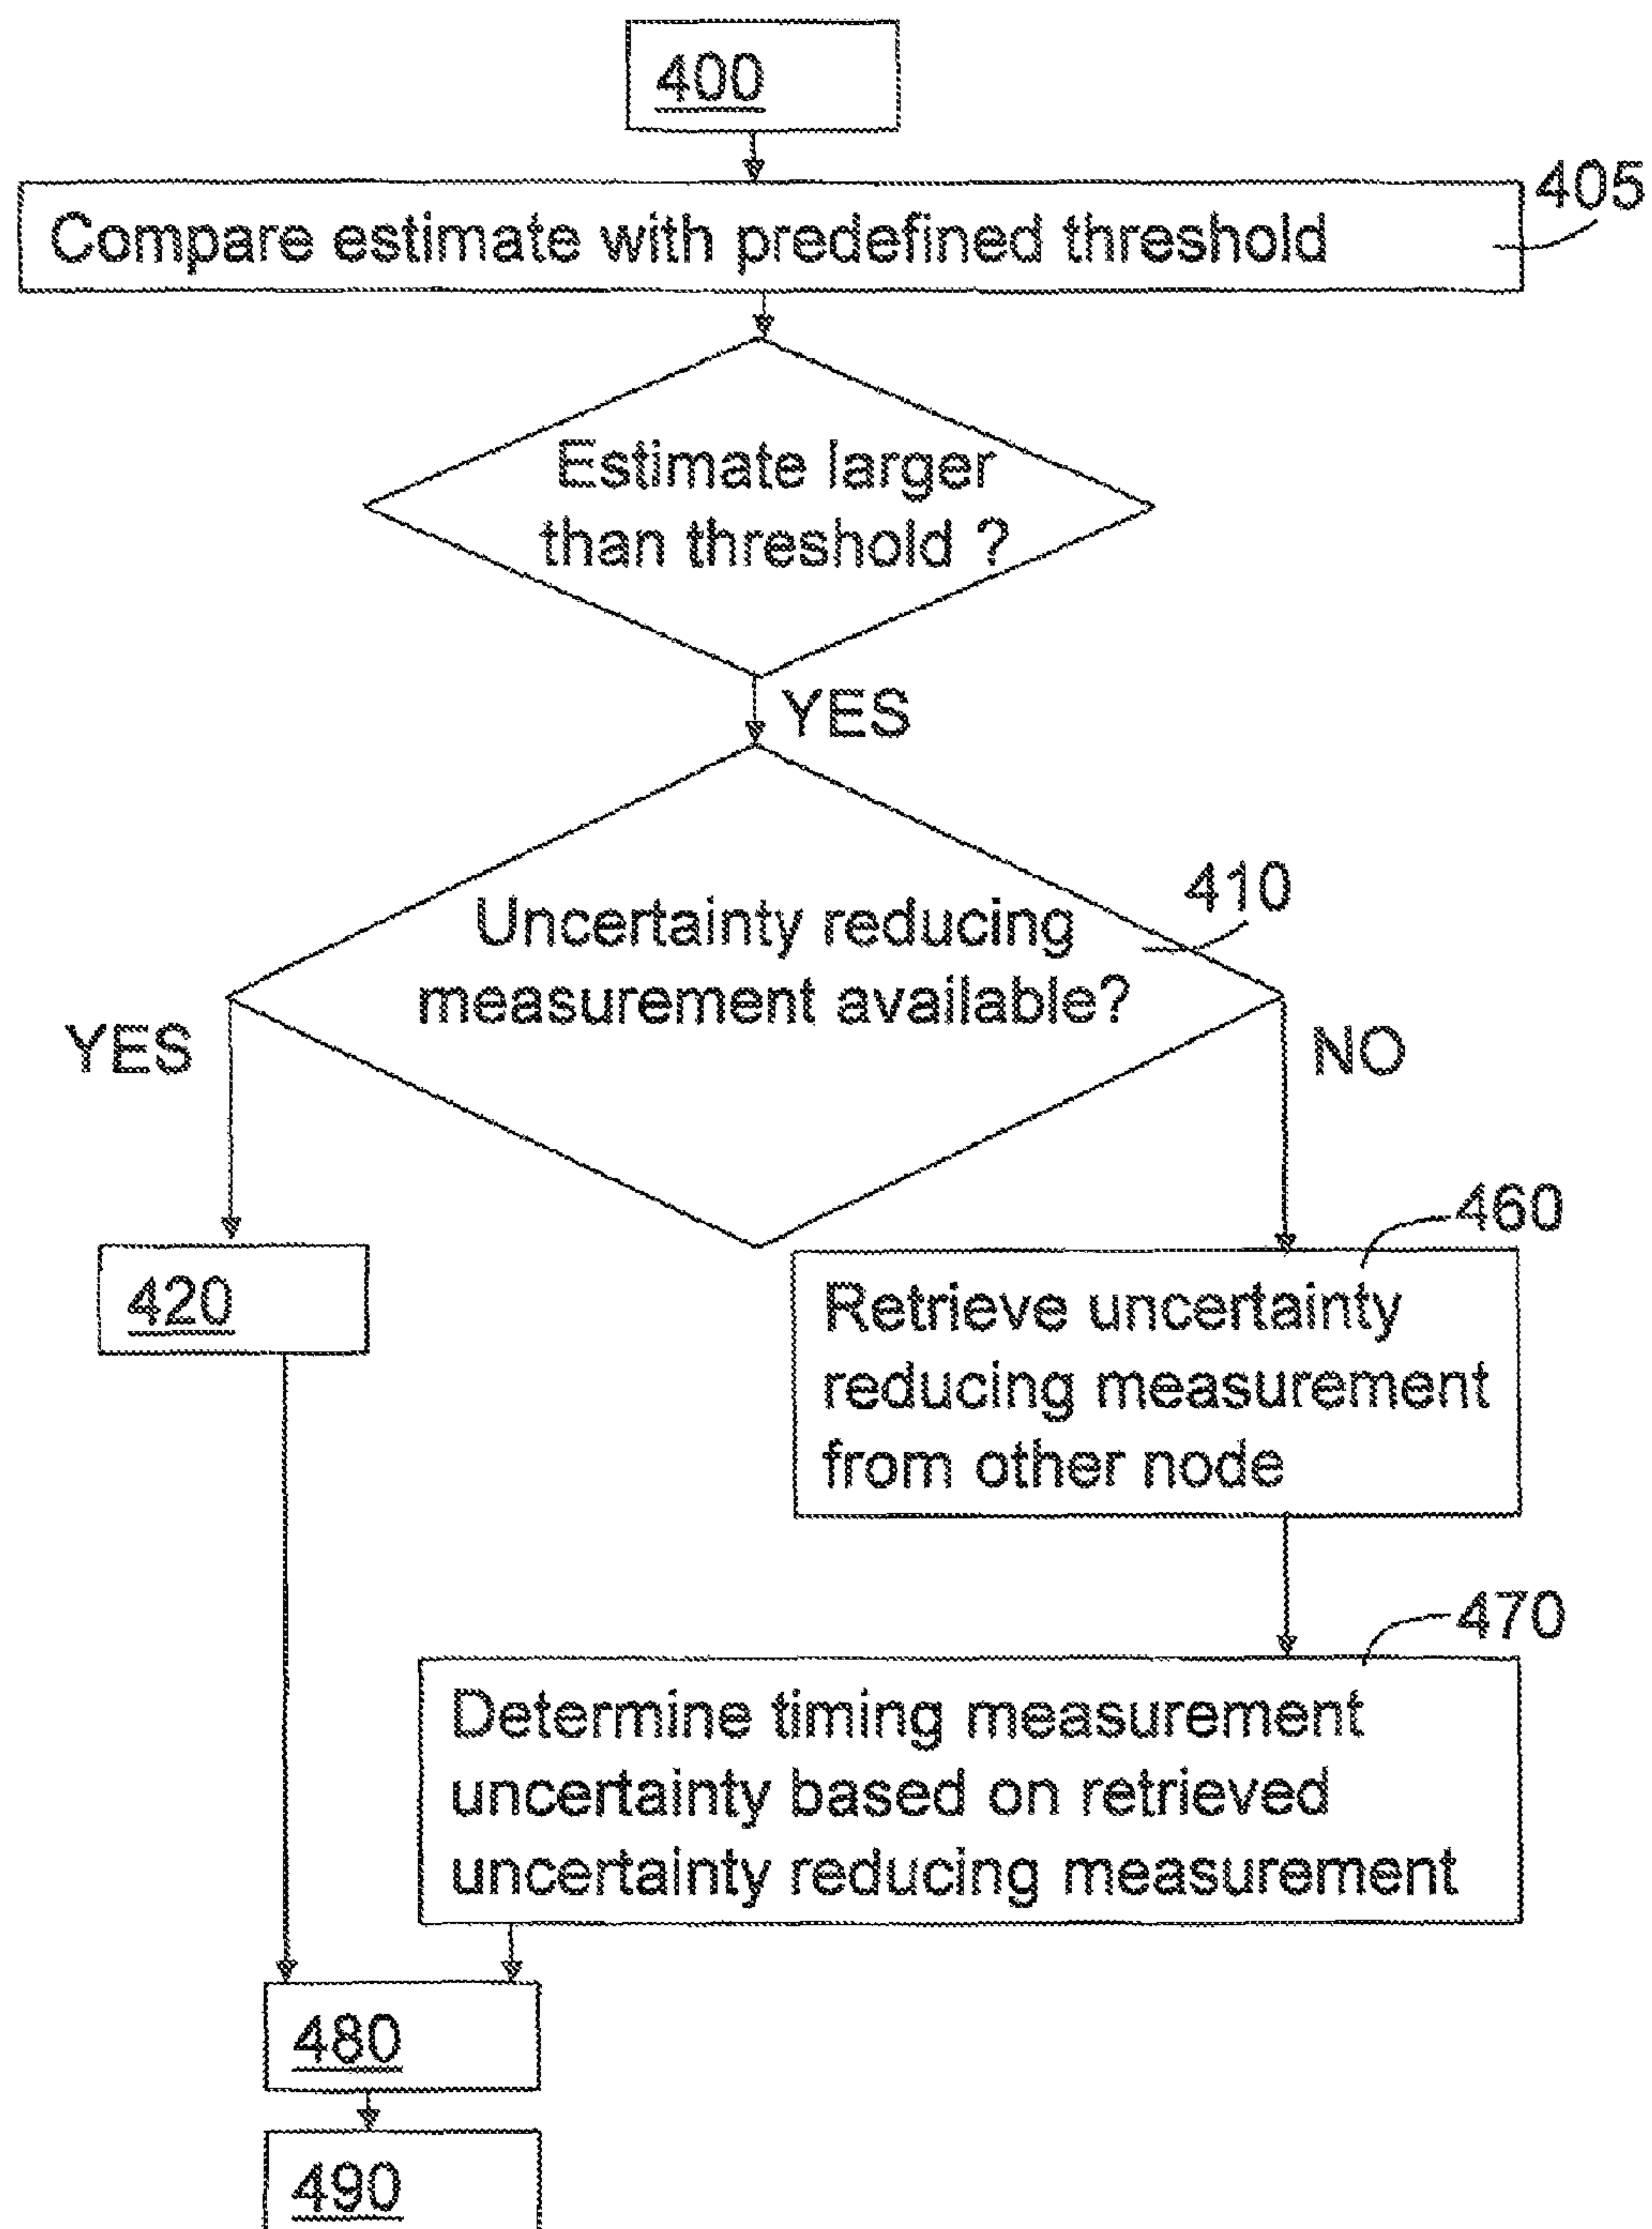 400
405
Compare estimate with predefined threshold
Estimate larger
than threshold ?
YES
410
Uncertainty reducing
measurement available?
YES
NO
460
420
Retrieve uncertainty
reducing measurement
from other node
470
Determine timing measurement
uncertainty based on retrieved
uncertainty reducing measurement
480
490